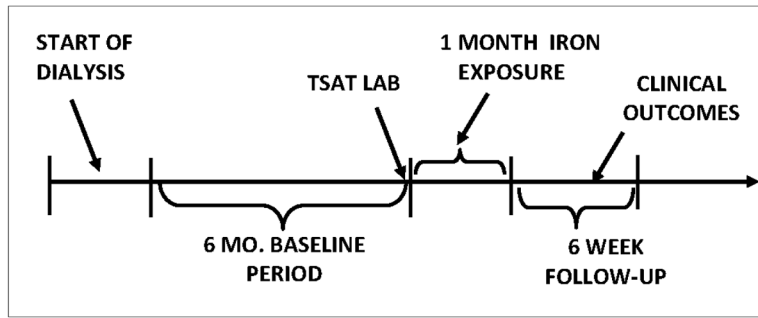 START OF
DIALYSIS
TSAT LAB
1 MONTH IRON
EXPOSURE
CLINICAL
OUTCOMES
6 MO. BASELINE
PERIOD
6 WEEK
FOLLOW-UP